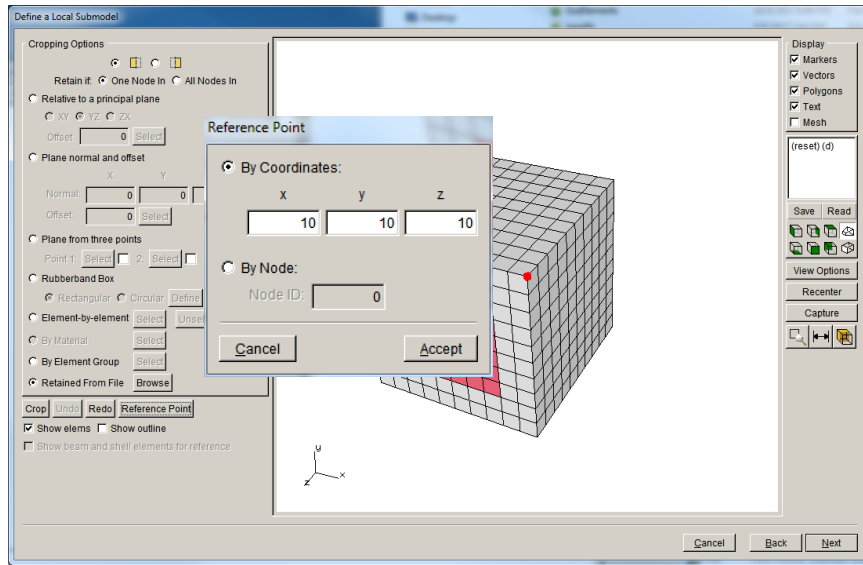 Desktop
Define a Local Submodel
Cropping Options
Retain if: One Node In All Nodes In
Relative to a principal plane
XY YZ ZX
Offset 0 Select
Plane normal and offset
X Y
Normal: 0 0
Offset: 0 Select
Plane from three points
Point 1: Select 2: Select
Rubberband Box
Rectangular Circular Define
Element-by-element Select
By Material Select
By Element Group Select
Retained From File Browse
Crop Undo Redo Reference Point
Show elems Show outline
Show beam and shell elements for reference
Reference Point
By Coordinates:
x y z
10 10 10
By Node:
Node ID: 0
Cancel Accept
y
x
z
Display
Markers
Vectors
Polygons
Text
Mesh
(reset) (d)
Save Read
View Options
Recenter
Capture
Cancel Back Next